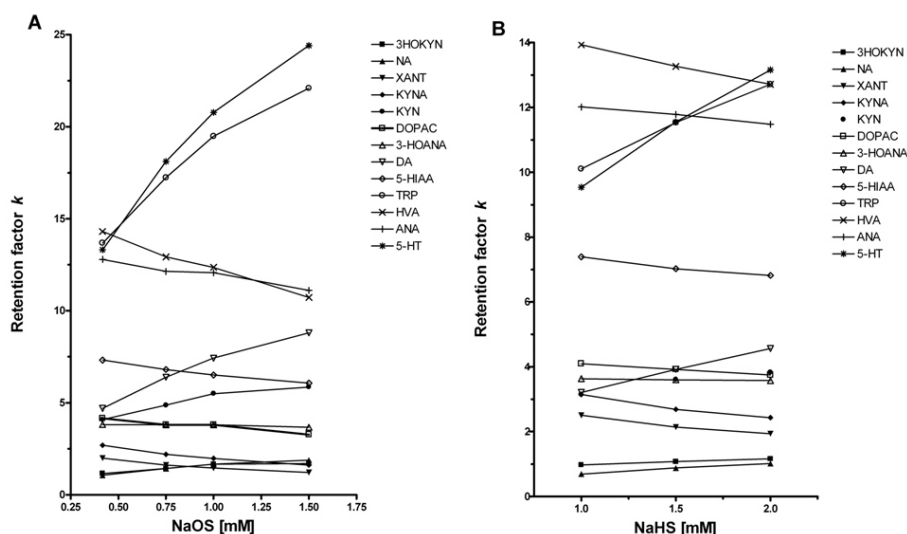 A
25
20
15
10
5
0
0.25
0.50
0.75
1.00
1.25
1.50
1.75
NaOS [mM]
Retention factor k
3HOKYN
NA
XANT
KYNA
KYN
DOPAC
3-HOANA
DA
5-HIAA
TRP
HVA
ANA
5-HT
B
14
12
10
8
6
4
2
0
1.0
1.5
2.0
NaHS [mM]
Retention factor k
3HOKYN
NA
XANT
KYNA
KYN
DOPAC
3-HOANA
DA
5-HIAA
TRP
HVA
ANA
5-HT